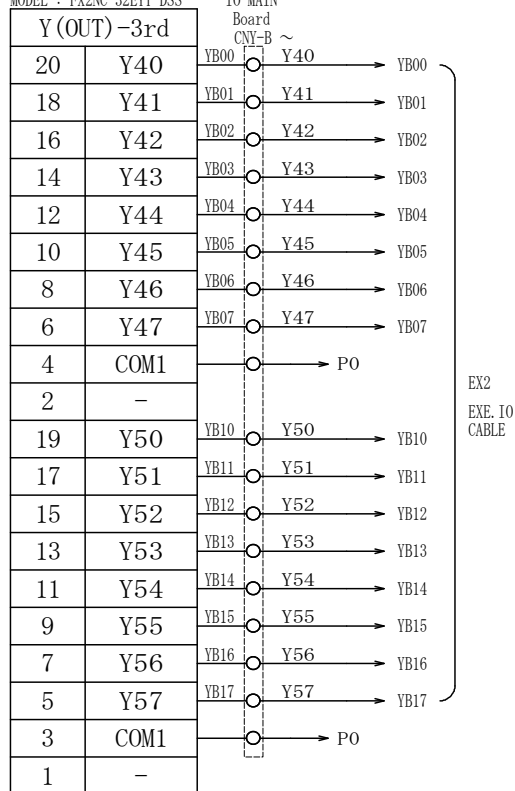 MODEL : FX2NC-32EYT-DSS
IO MAIN
Board
CNY-B ～
Y(OUT)-3rd
20 Y40 YB00 Y40 YB00
18 Y41 YB01 Y41 YB01
16 Y42 YB02 Y42 YB02
14 Y43 YB03 Y43 YB03
12 Y44 YB04 Y44 YB04
10 Y45 YB05 Y45 YB05
8 Y46 YB06 Y46 YB06
6 Y47 YB07 Y47 YB07
4 COM1 P0
2 -
19 Y50 YB10 Y50 YB10
17 Y51 YB11 Y51 YB11
15 Y52 YB12 Y52 YB12
13 Y53 YB13 Y53 YB13
11 Y54 YB14 Y54 YB14
9 Y55 YB15 Y55 YB15
7 Y56 YB16 Y56 YB16
5 Y57 YB17 Y57 YB17
3 COM1 P0
1 -
EX2
EXE.IO
CABLE